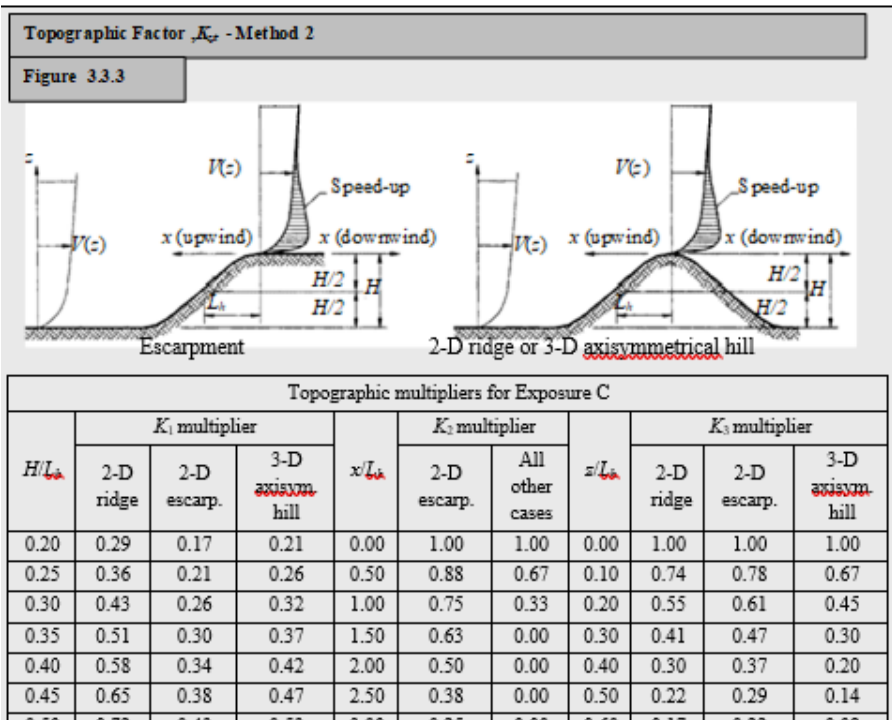 Topographic Factor ,Kzt - Method 2
Figure 3.3.3
z
V(z)
Speed-up
V(z)
x (upwind)
x (downwind)
H/2
H
Lh
H/2
Escarpment
z
V(z)
Speed-up
V(z)
x (upwind)
x (downwind)
H/2
H
Lh
H/2
2-D ridge or 3-D axisymmetrical hill
Topographic multipliers for Exposure C
H/Lh K1 multiplier x/Lh K2 multiplier z/Lh K3 multiplier
2-D ridge 2-D escarp. 3-D axisym. hill 2-D escarp. All other cases 2-D ridge 2-D escarp. 3-D axisym. hill
0.20 0.29 0.17 0.21 0.00 1.00 1.00 0.00 1.00 1.00 1.00
0.25 0.36 0.21 0.26 0.50 0.88 0.67 0.10 0.74 0.78 0.67
0.30 0.43 0.26 0.32 1.00 0.75 0.33 0.20 0.55 0.61 0.45
0.35 0.51 0.30 0.37 1.50 0.63 0.00 0.30 0.41 0.47 0.30
0.40 0.58 0.34 0.42 2.00 0.50 0.00 0.40 0.30 0.37 0.20
0.45 0.65 0.38 0.47 2.50 0.38 0.00 0.50 0.22 0.29 0.14